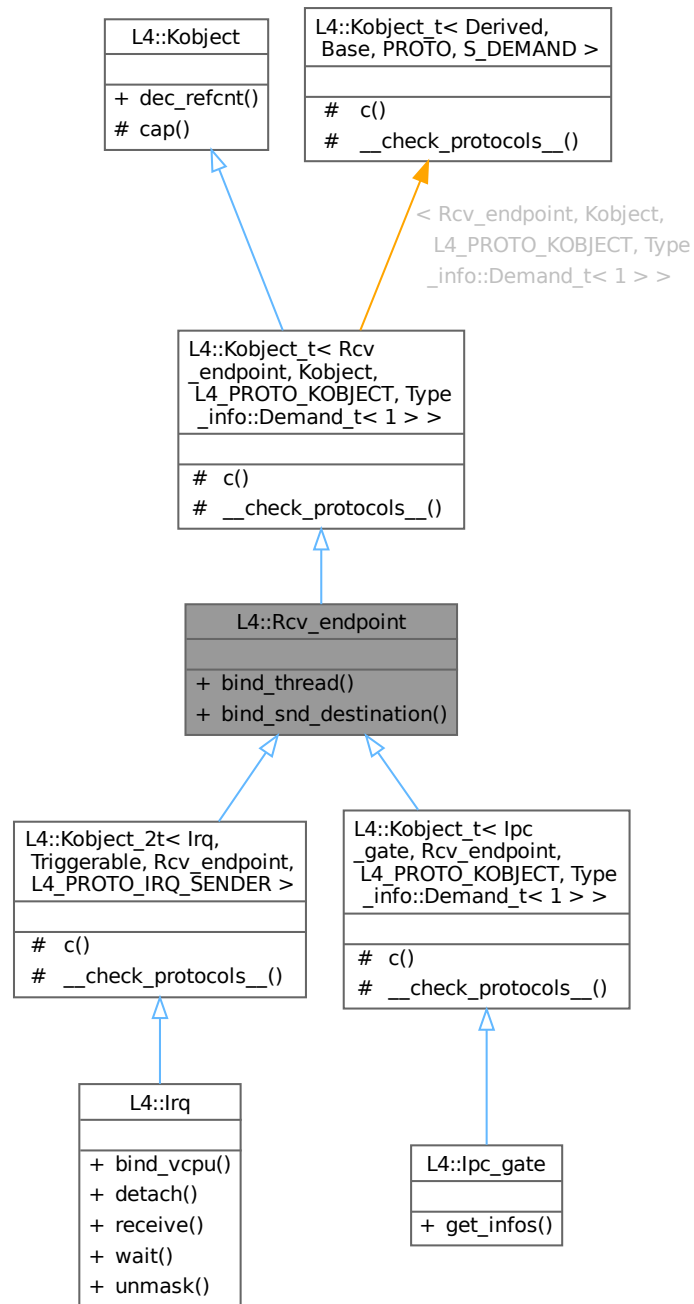 L4::Kobject
+ dec_refcnt()
# cap()
L4::Kobject_t< Derived,
Base, PROTO, S_DEMAND >
# c()
# __check_protocols__()
< Rcv_endpoint, Kobject,
L4_PROTO_KOBJECT, Type
_info::Demand_t< 1 > >
L4::Kobject_t< Rcv
_endpoint, Kobject,
L4_PROTO_KOBJECT, Type
_info::Demand_t< 1 > >
# c()
# __check_protocols__()
L4::Rcv_endpoint
+ bind_thread()
+ bind_snd_destination()
L4::Kobject_2t< Irq,
Triggerable, Rcv_endpoint,
L4_PROTO_IRQ_SENDER >
# c()
# __check_protocols__()
L4::Kobject_t< Ipc
_gate, Rcv_endpoint,
L4_PROTO_KOBJECT, Type
_info::Demand_t< 1 > >
# c()
# __check_protocols__()
L4::Irq
+ bind_vcpu()
+ detach()
+ receive()
+ wait()
+ unmask()
L4::Ipc_gate
+ get_infos()